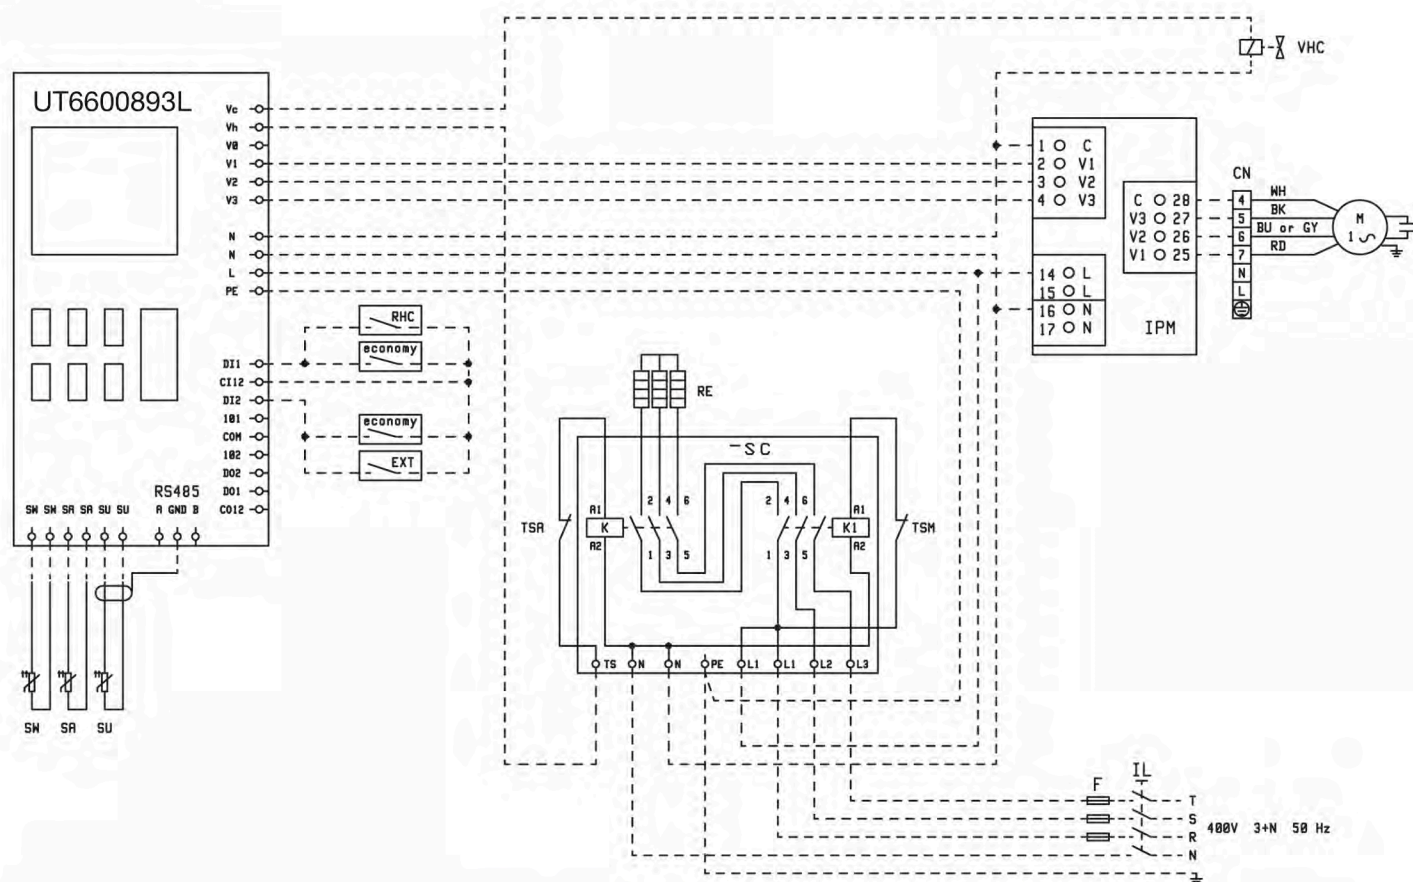 VHC
UT6600893L
Vc
Vh
V0
V1
V2
V3
N
N
L
PE
1 C
2 V1
3 V2
4 V3
C 28
V3 27
V2 26
V1 25
14 L
15 L
16 N
17 N
IPM
CN
4
5
6
7
N
L
WH
BK
BU or GY
RD
M
1
RHC
economy
economy
EXT
DI1
CI12
DI2
101
COM
102
DO2
DO1
CO12
RS485
SW SW SA SA SU SU A GND B
SW SA SU
RE
-SC
2 4 6
2 4 6
A1
K
A2
A1
K1
A2
TSA
TSM
1 3 5
1 3 5
TS N N PE L1 L1 L2 L3
F
IL
T
S
R
N
400V 3+N 50 Hz